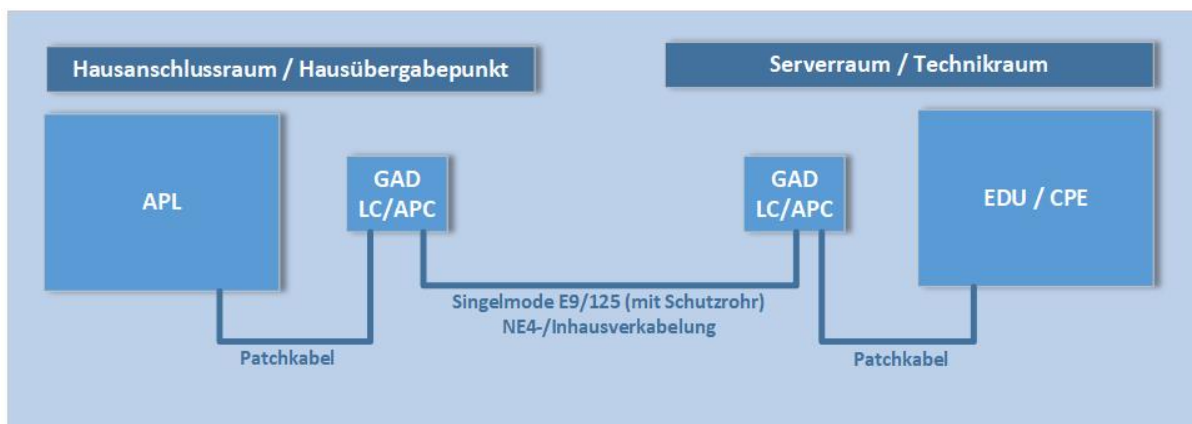 Hausanschlussraum / Hausübergabepunkt
Serverraum / Technikraum
APL
GAD
LC/APC
GAD
LC/APC
EDU / CPE
Singelmode E9/125 (mit Schutzrohr)
NE4-/Inhausverkabelung
Patchkabel
Patchkabel